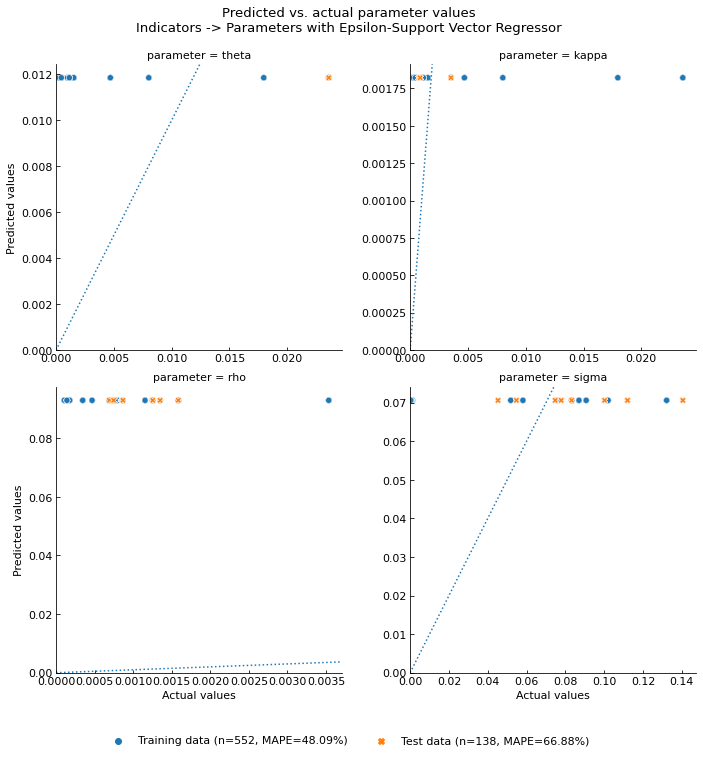 Predicted vs. actual parameter values
Indicators -> Parameters with Epsilon-Support Vector Regressor
parameter = theta
0.012
0.010
0.008
0.006
0.004
0.002
0.000
Predicted values
0.000 0.005 0.010 0.015 0.020
parameter = kappa
0.00175
0.00150
0.00125
0.00100
0.00075
0.00050
0.00025
0.00000
0.000 0.005 0.010 0.015 0.020
parameter = rho
0.08
0.06
0.04
0.02
0.00
Predicted values
0.0000 0.0005 0.0010 0.0015 0.0020 0.0025 0.0030 0.0035
Actual values
parameter = sigma
0.07
0.06
0.05
0.04
0.03
0.02
0.01
0.00
0.00 0.02 0.04 0.06 0.08 0.10 0.12 0.14
Actual values
Training data (n=552, MAPE=48.09%)
Test data (n=138, MAPE=66.88%)